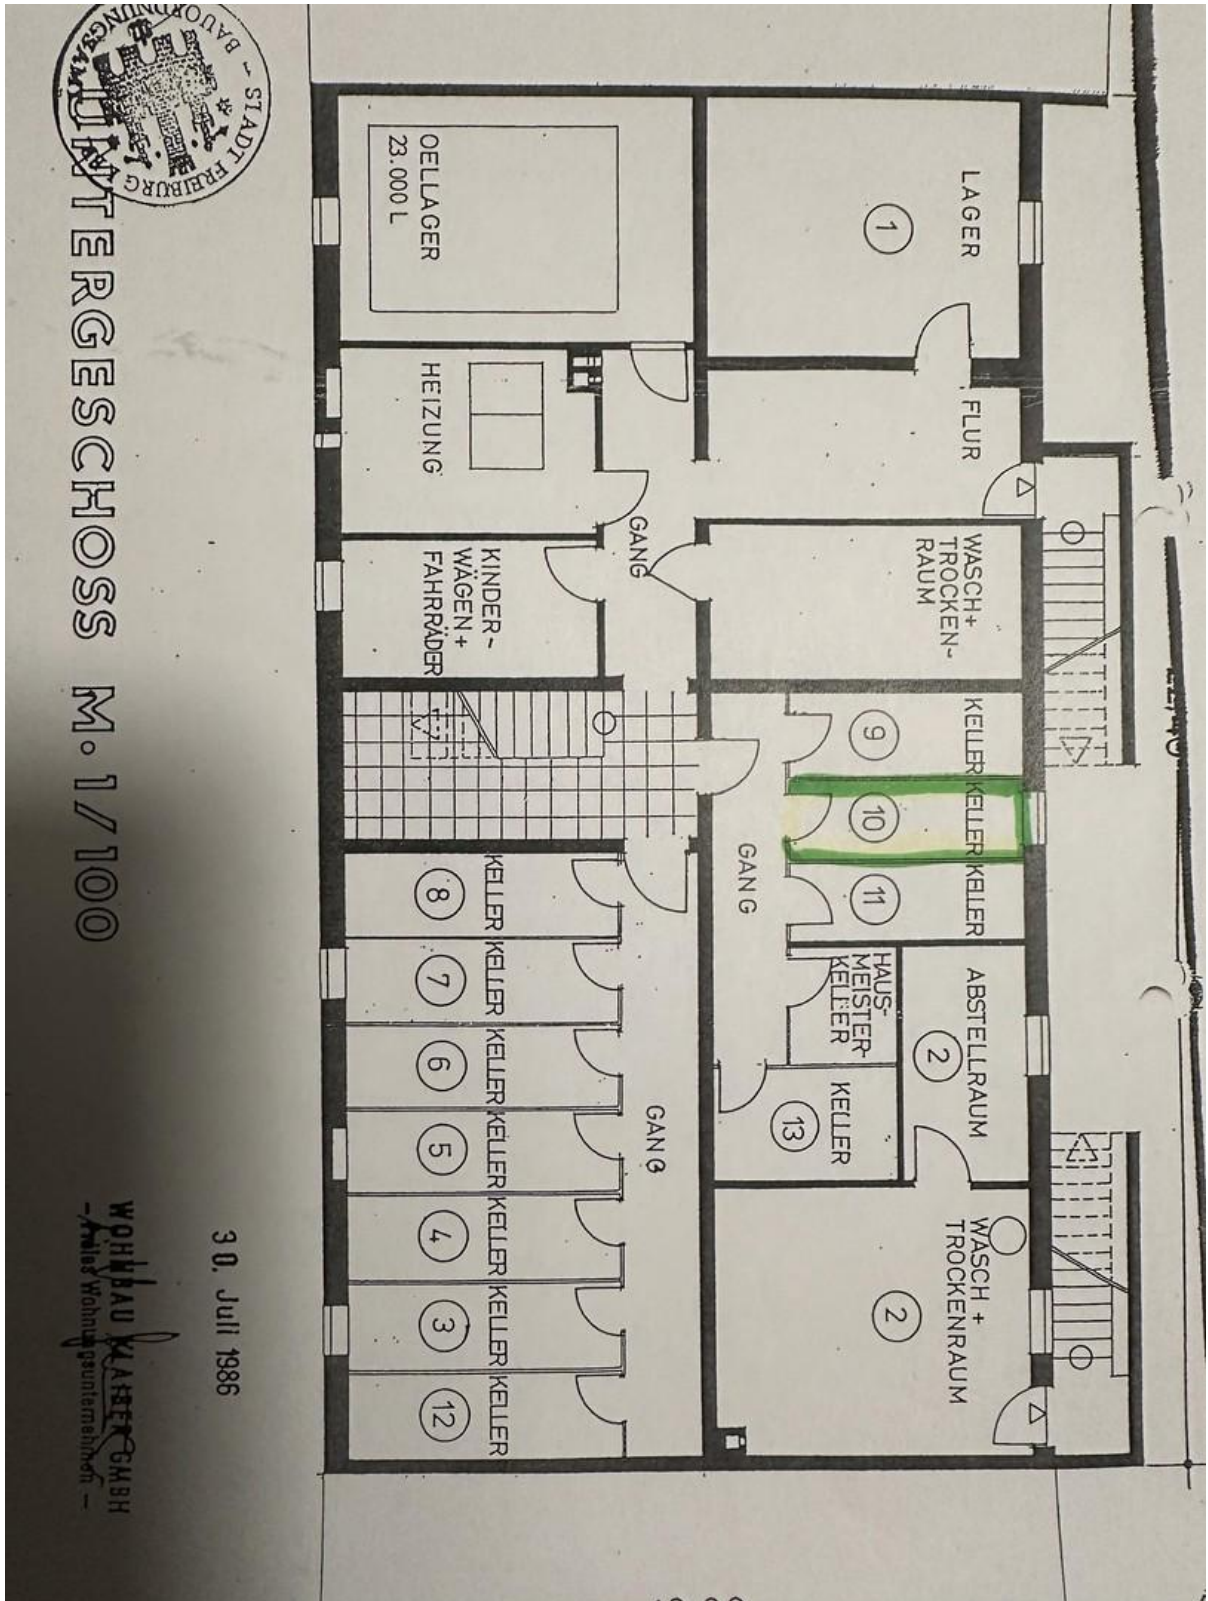 STADT FREIBURG
BAUORDNUNGSAMT
UNTERGESCHOSS M. 1/100
LAGER
1
OELLAGER
23.000 L
FLUR
HEIZUNG
GANG
WASCH+
TROCKEN-
RAUM
KINDER-
WÄGEN+
FAHRRÄDER
KELLER
9
KELLER
10
KELLER
11
GANG
HAUS-
MEISTER-
KELLER
ABSTELLRAUM
2
KELLER
13
WASCH +
TROCKENRAUM
2
GANG
KELLER
8
KELLER
7
KELLER
6
KELLER
5
KELLER
4
KELLER
3
KELLER
12
30. Juli 1986
WOHNBAU KLAIBER GMBH
- freies Wohnungsunternehmen -